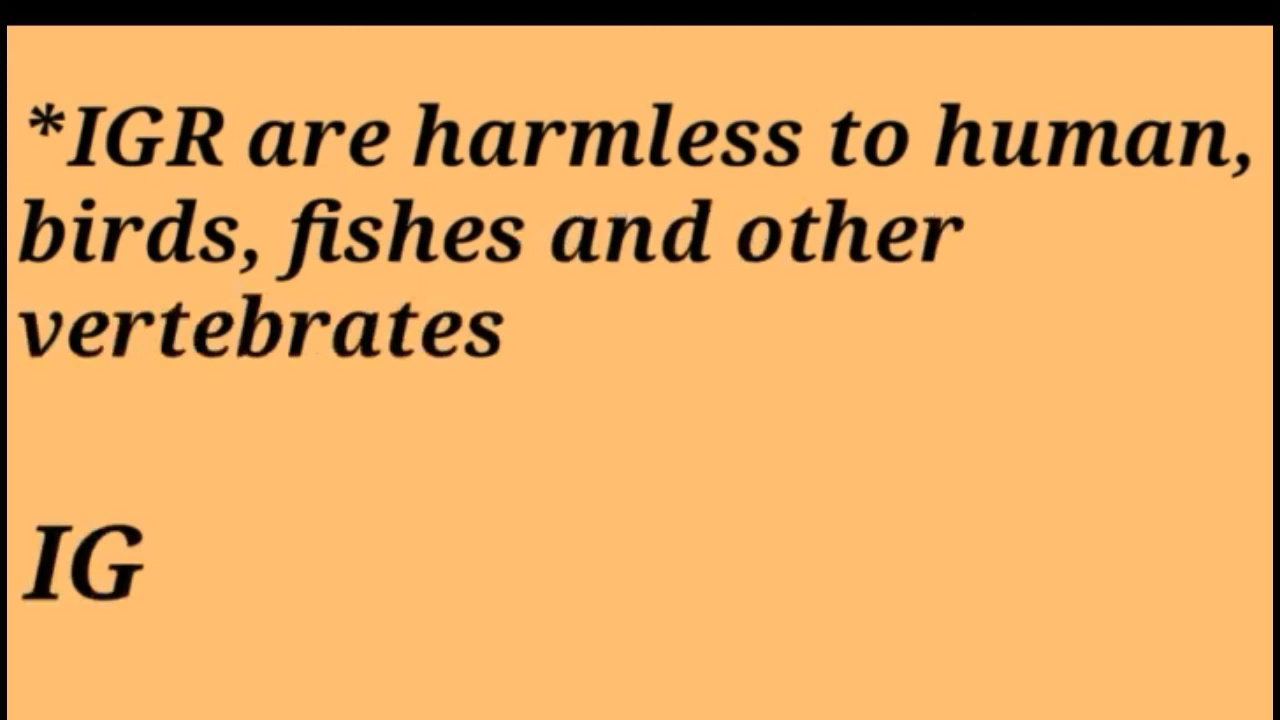 *IGR are harmless to human,
birds, fishes and other
vertebrates
IG